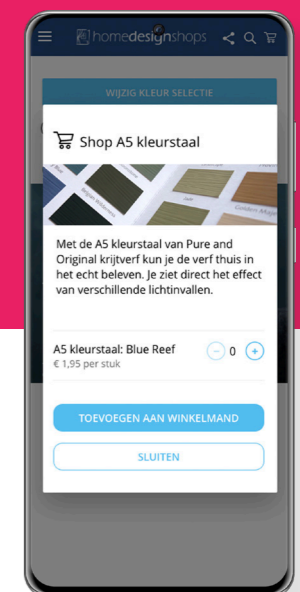 homedesignshops
WIJZIG KLEUR SELECTIE
Shop A5 kleurstaal
Met de A5 kleurstaal van Pure and
Original krijtverf kun je de verf thuis in
het echt beleven. Je ziet direct het effect
van verschillende lichtinvallen.
A5 kleurstaal: Blue Reef
€ 1,95 per stuk
0
TOEVOEGEN AAN WINKELMAND
SLUITEN